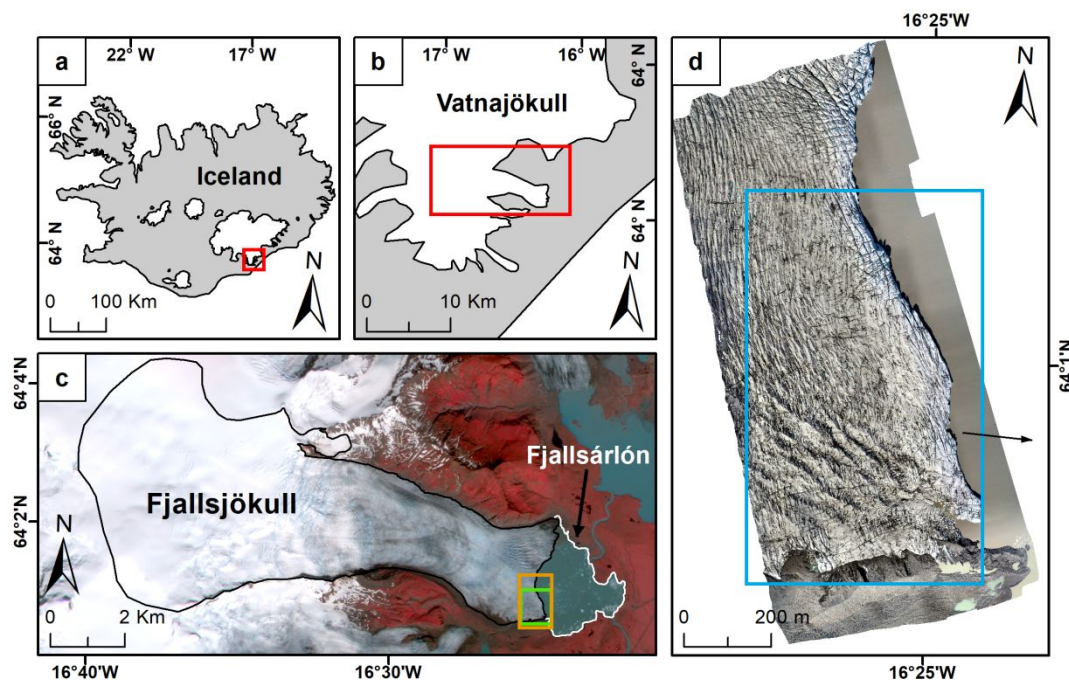 a
22° W
17° W
66° N
64° N
Iceland
N
0 100 Km
b
17° W
16° W
64° N
64° N
Vatnajökull
N
0 10 Km
c
64°4'N
64°2'N
Fjallsjökull
Fjallsárlón
N
0 2 Km
16°40'W
16°30'W
d
16°25'W
N
64°1'N
0 200 m
16°25'W